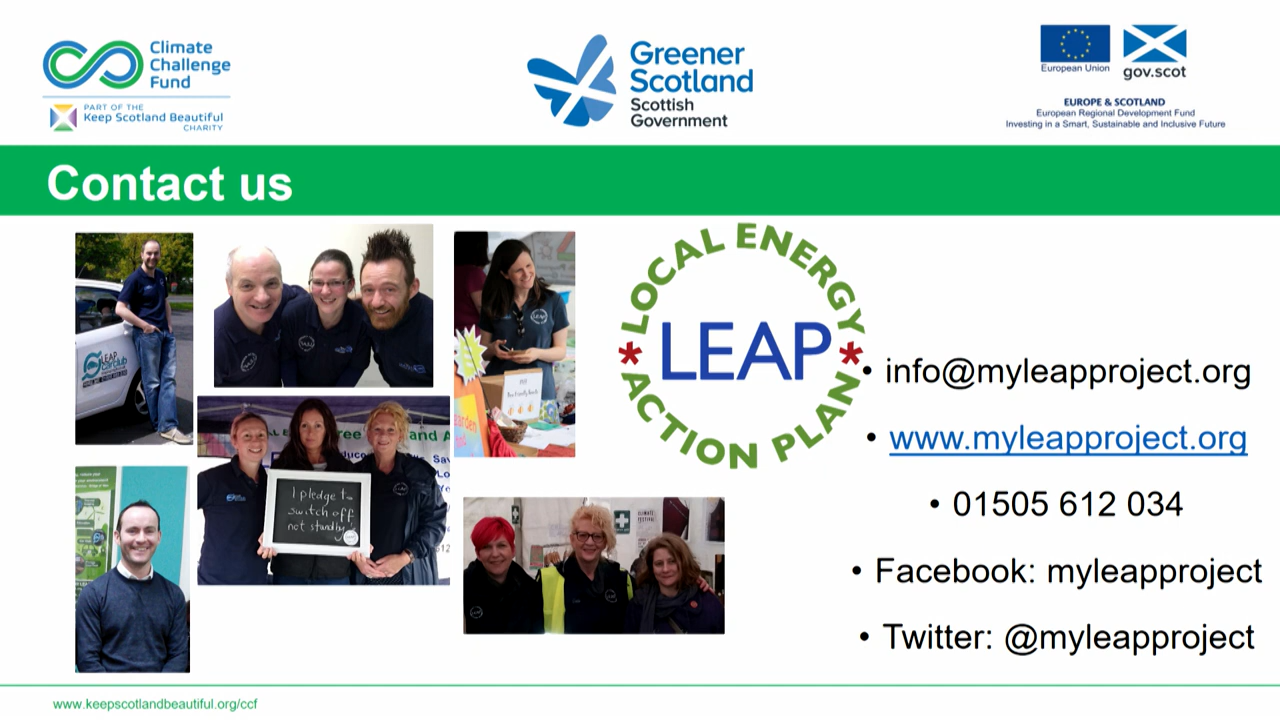 Climate
Challenge
Fund
PART OF THE
Keep Scotland Beautiful
CHARITY
Greener
Scotland
Scottish
Government
European Union
gov.scot
EUROPE & SCOTLAND
European Regional Development Fund
Investing in a Smart, Sustainable and Inclusive Future
Contact us
LOCAL ENERGY
* LEAP *
ACTION PLAN
LEAP
Car Club
I pledge to
switch off
not standby
• info@myleapproject.org
• www.myleapproject.org
• 01505 612 034
• Facebook: myleapproject
• Twitter: @myleapproject
www.keepscotlandbeautiful.org/ccf